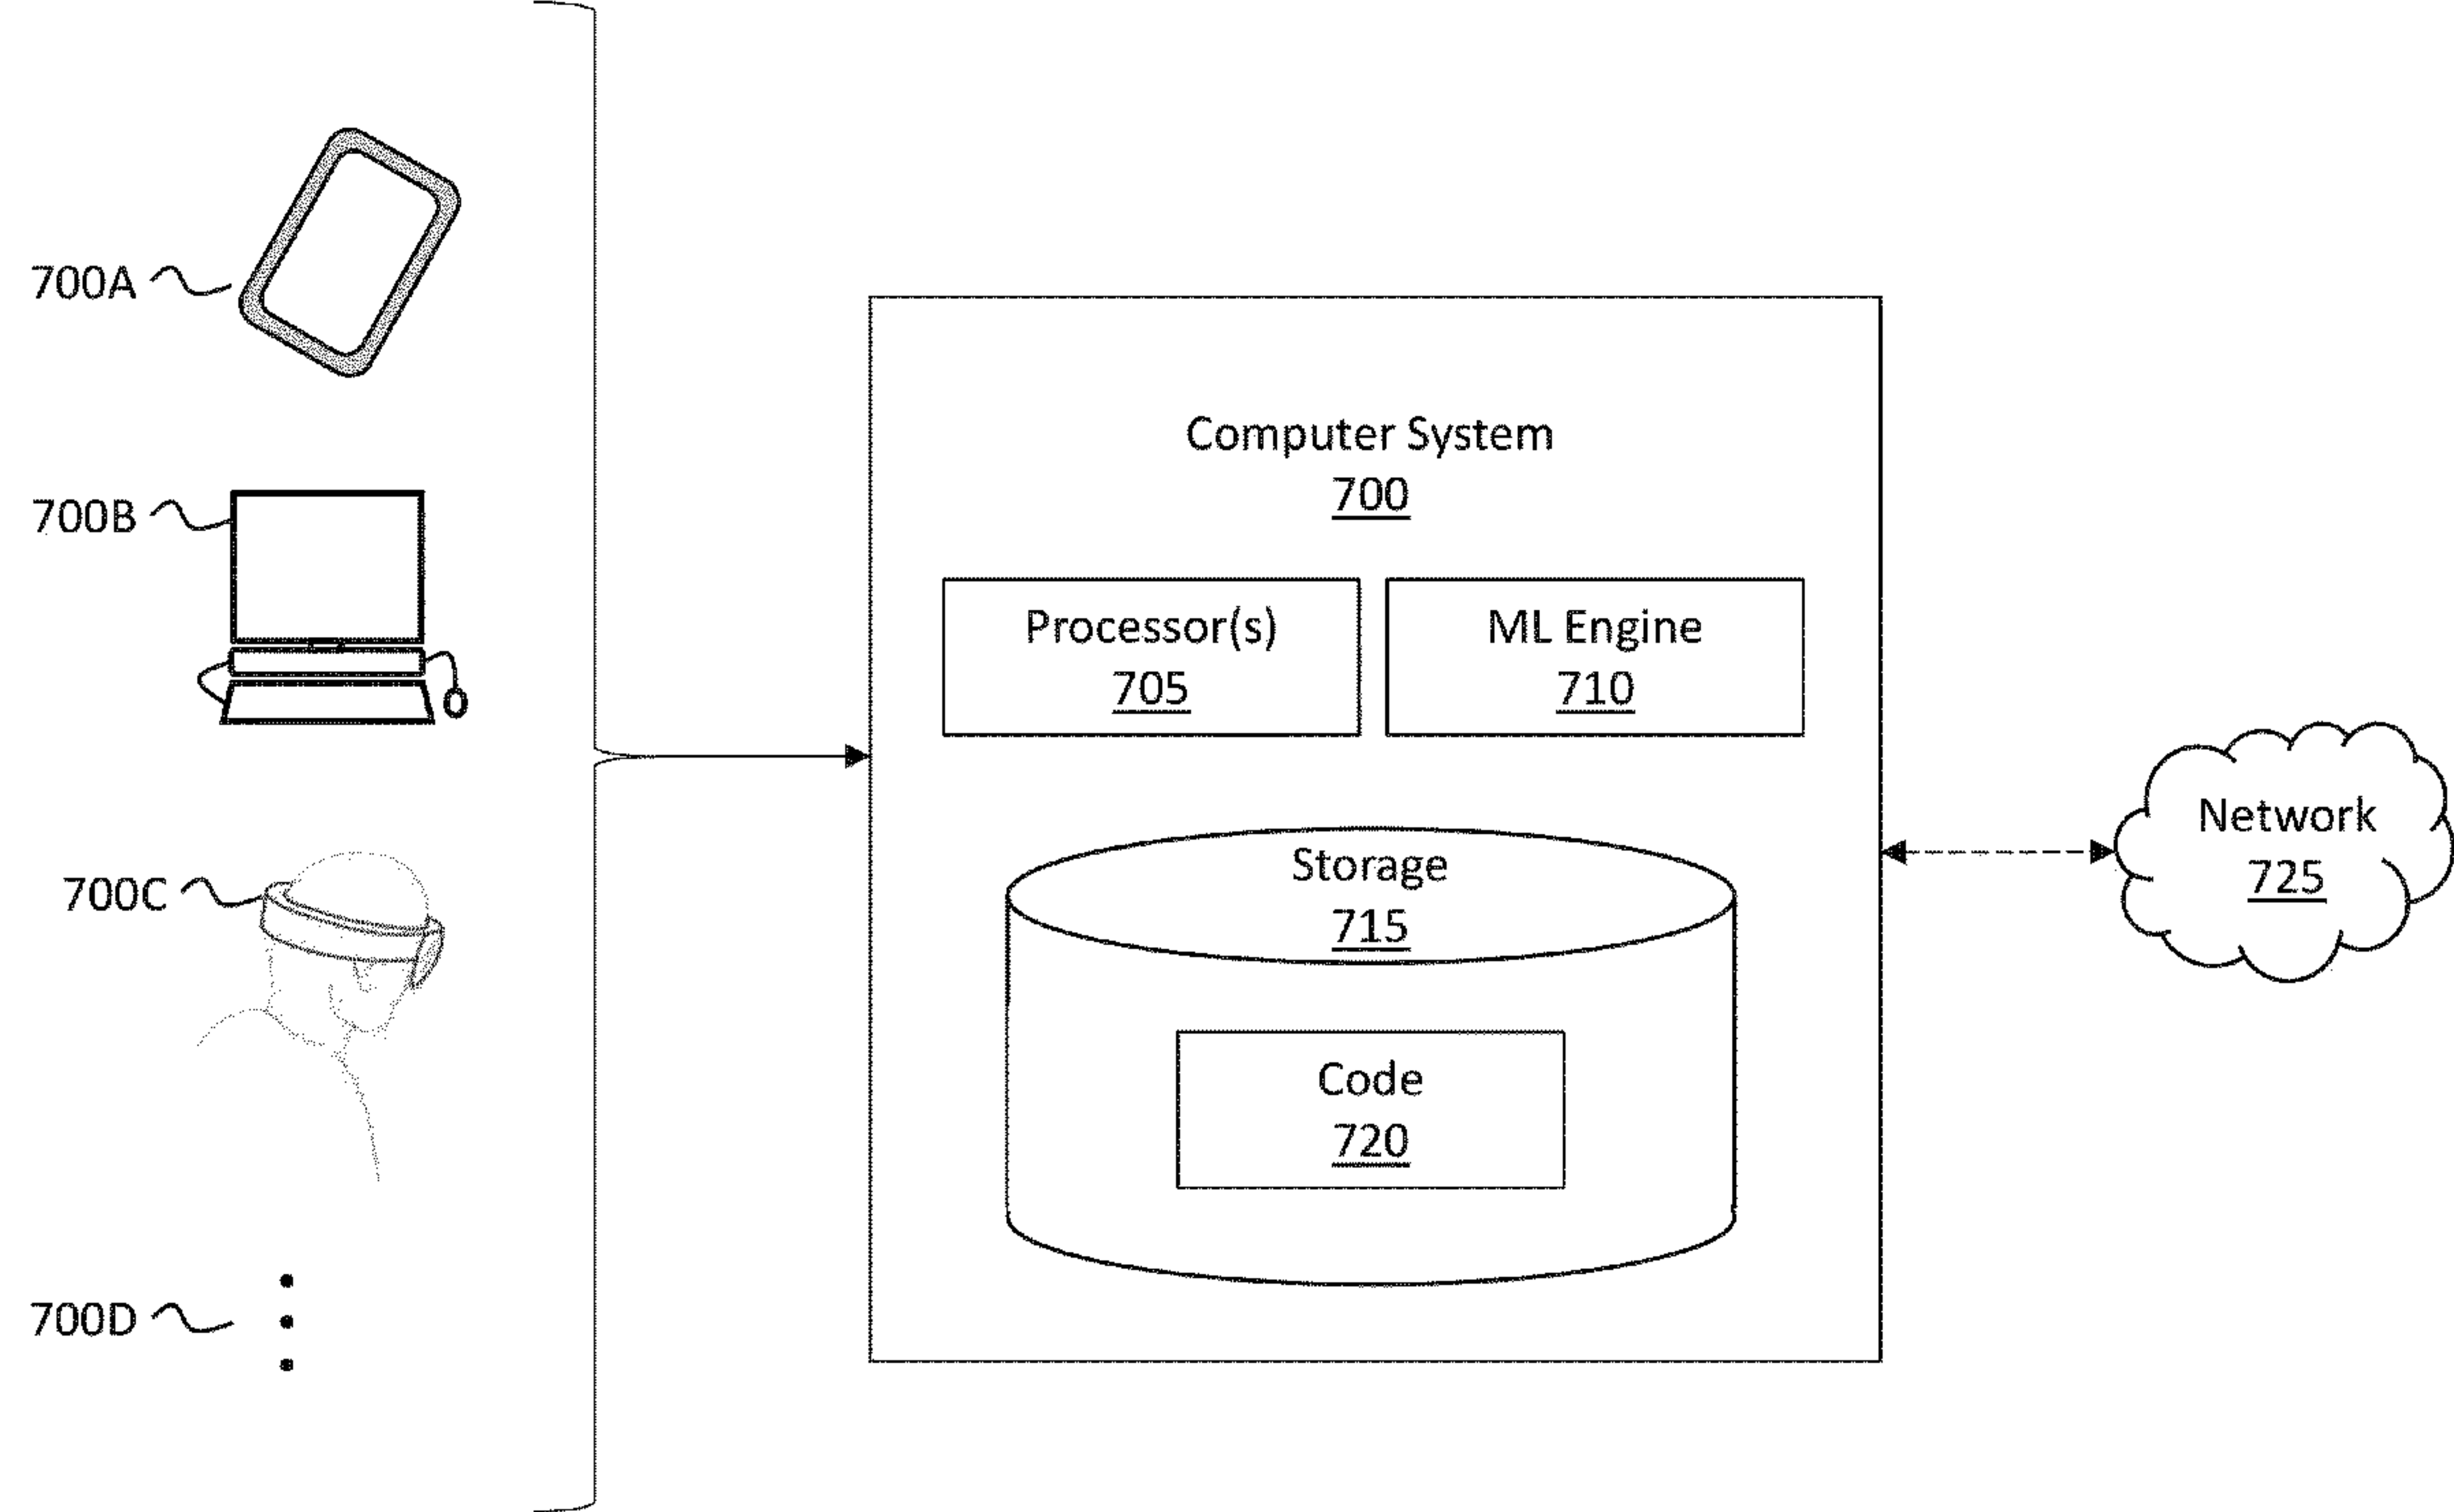 700A
700B
700C
700D
Computer System
700
Processor(s)
705
ML Engine
710
Storage
715
Code
720
Network
725